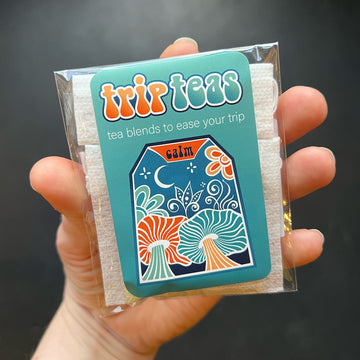 trip teas
tea blends to ease your trip
calm